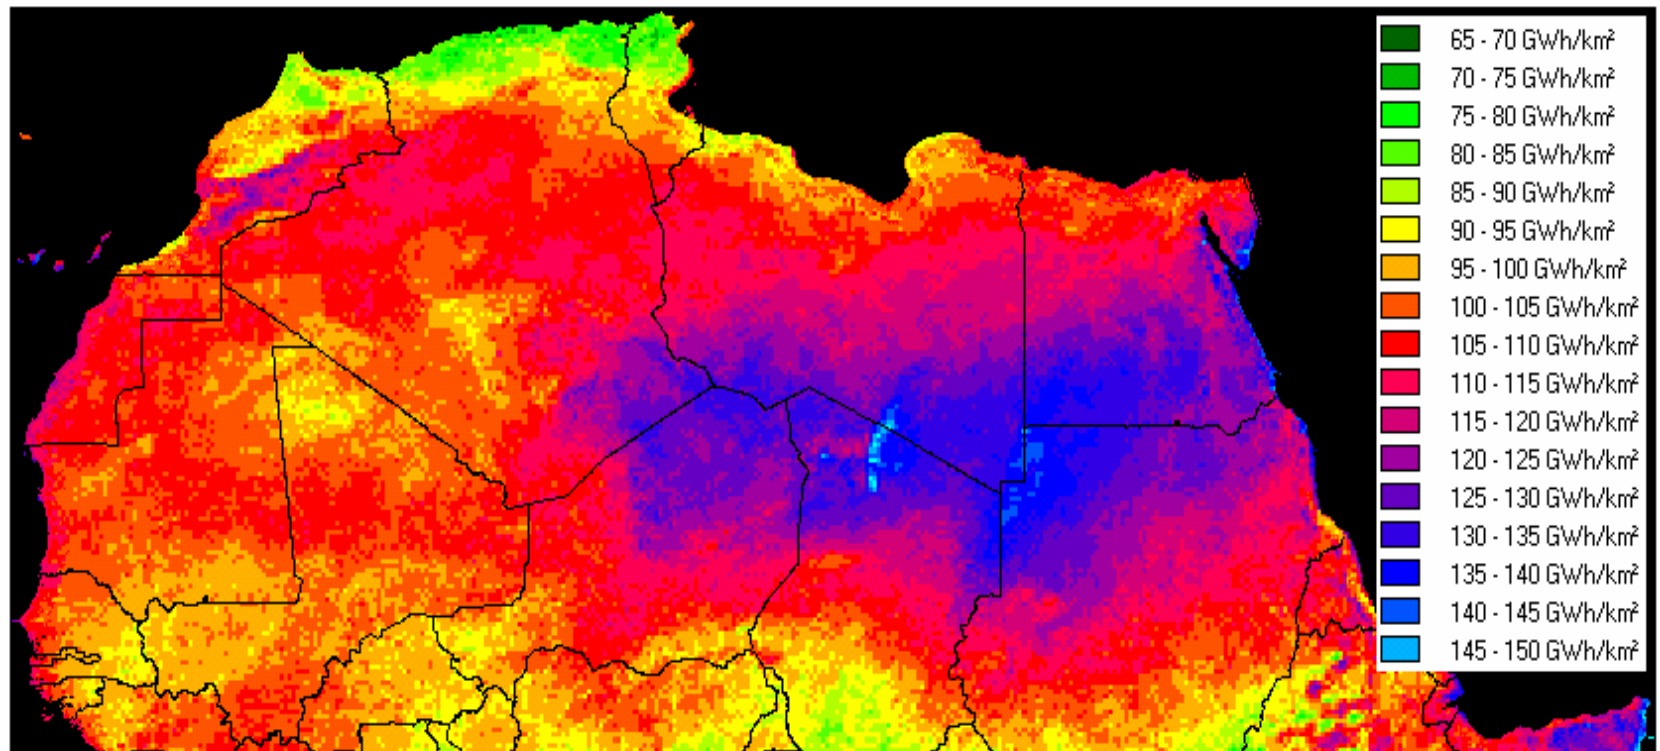 65 - 70 GWh/km²
70 - 75 GWh/km²
75 - 80 GWh/km²
80 - 85 GWh/km²
85 - 90 GWh/km²
90 - 95 GWh/km²
95 - 100 GWh/km²
100 - 105 GWh/km²
105 - 110 GWh/km²
110 - 115 GWh/km²
115 - 120 GWh/km²
120 - 125 GWh/km²
125 - 130 GWh/km²
130 - 135 GWh/km²
135 - 140 GWh/km²
140 - 145 GWh/km²
145 - 150 GWh/km²